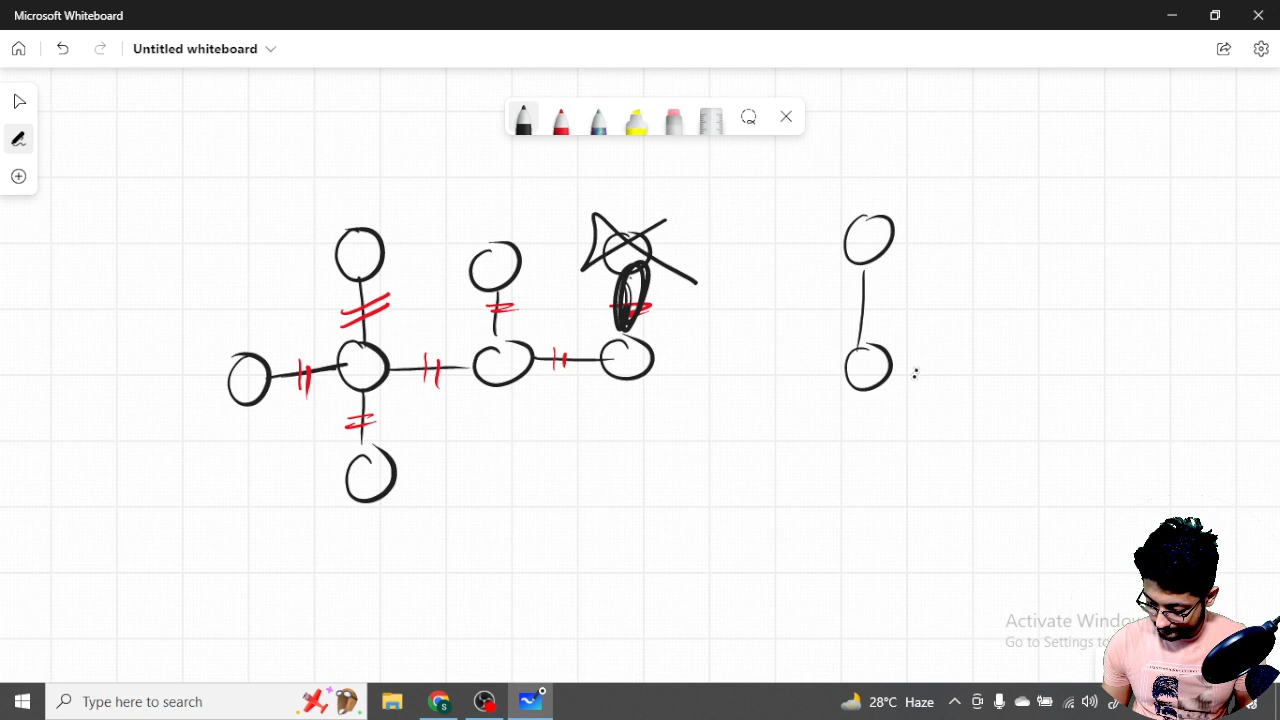 Microsoft Whiteboard
Untitled whiteboard
Activate Windo
Go to Settings to
Type here to search
28°C Haze